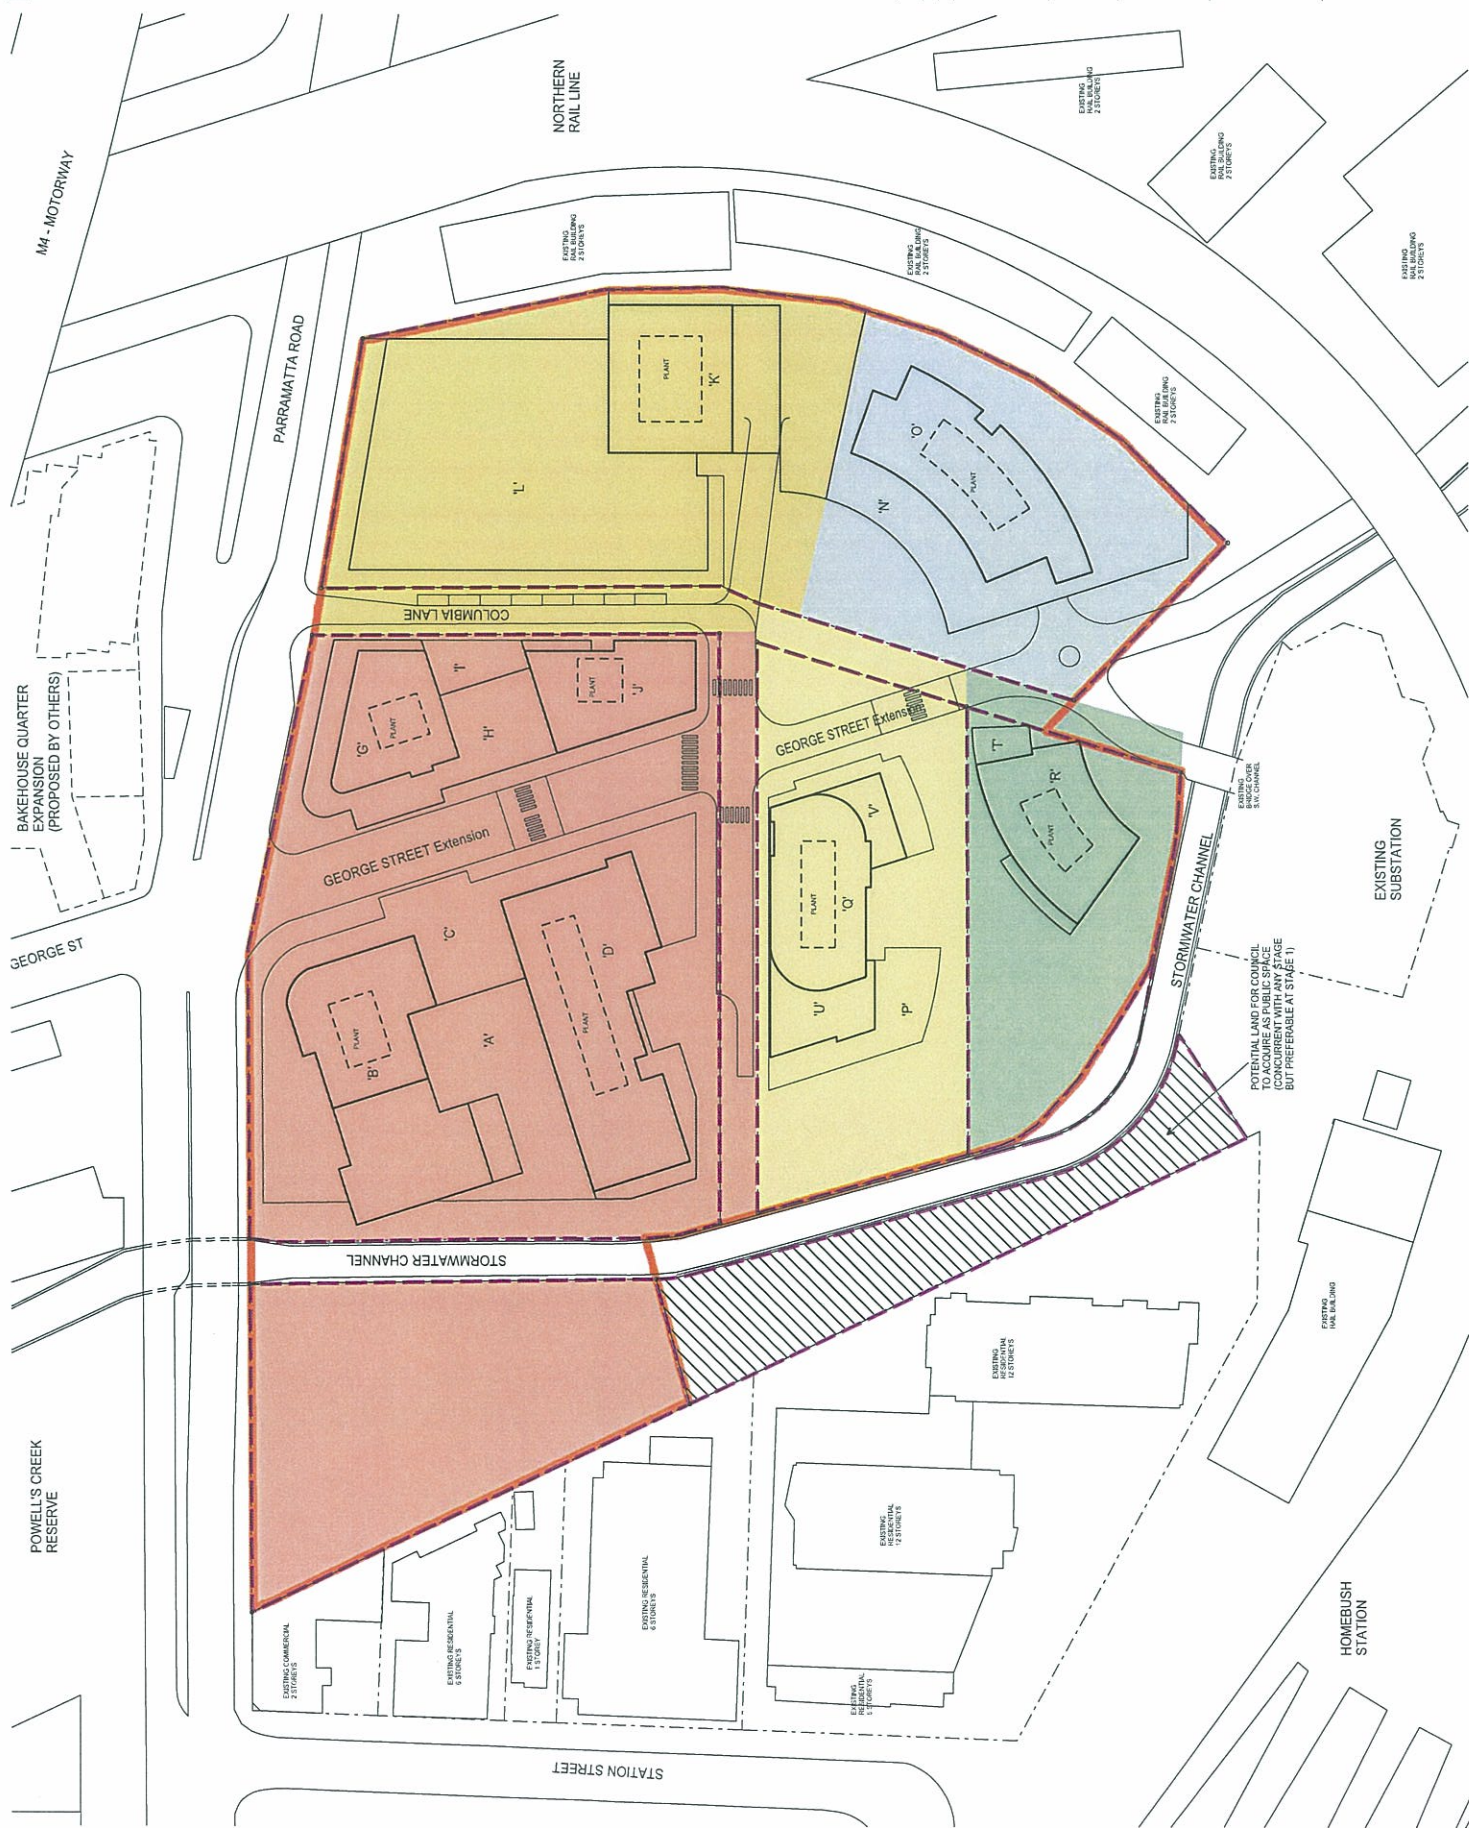 M4 - MOTORWAY
NORTHERN
RAIL LINE
EXISTING
RAIL BUILDING
2 STOREYS
EXISTING
RAIL BUILDING
2 STOREYS
EXISTING
RAIL BUILDING
2 STOREYS
EXISTING
RAIL BUILDING
2 STOREYS
EXISTING
RAIL BUILDING
2 STOREYS
EXISTING
RAIL BUILDING
2 STOREYS
PARRAMATTA ROAD
BAKEHOUSE QUARTER
EXPANSION
(PROPOSED BY OTHERS)
GEORGE ST
'L'
PLANT
'K'
'O'
PLANT
'N'
COLUMBIA LANE
'G'
PLANT
'I'
'H'
PLANT
'J'
GEORGE STREET Extension
GEORGE STREET Extension
'T'
'R'
PLANT
'V'
PLANT
'Q'
'U'
'P'
'C'
'D'
PLANT
'A'
PLANT
'B'
EXISTING
BRIDGE OVER
S.W. CHANNEL
STORMWATER CHANNEL
EXISTING
SUBSTATION
POTENTIAL LAND FOR COUNCIL
TO ACQUIRE AS PUBLIC SPACE
(CONCURRENT WITH ANY STAGE
BUT PREFERABLE AT STAGE 1)
STORMWATER CHANNEL
POWELL'S CREEK
RESERVE
EXISTING
RAIL BUILDING
EXISTING
RESIDENTIAL
12 STOREYS
EXISTING
RESIDENTIAL
12 STOREYS
EXISTING RESIDENTIAL
6 STOREYS
EXISTING RESIDENTIAL
1 STOREY
EXISTING RESIDENTIAL
6 STOREYS
EXISTING COMMERCIAL
2 STOREYS
EXISTING
RESIDENTIAL
STOREYS
HOMEBUSH
STATION
STATION STREET